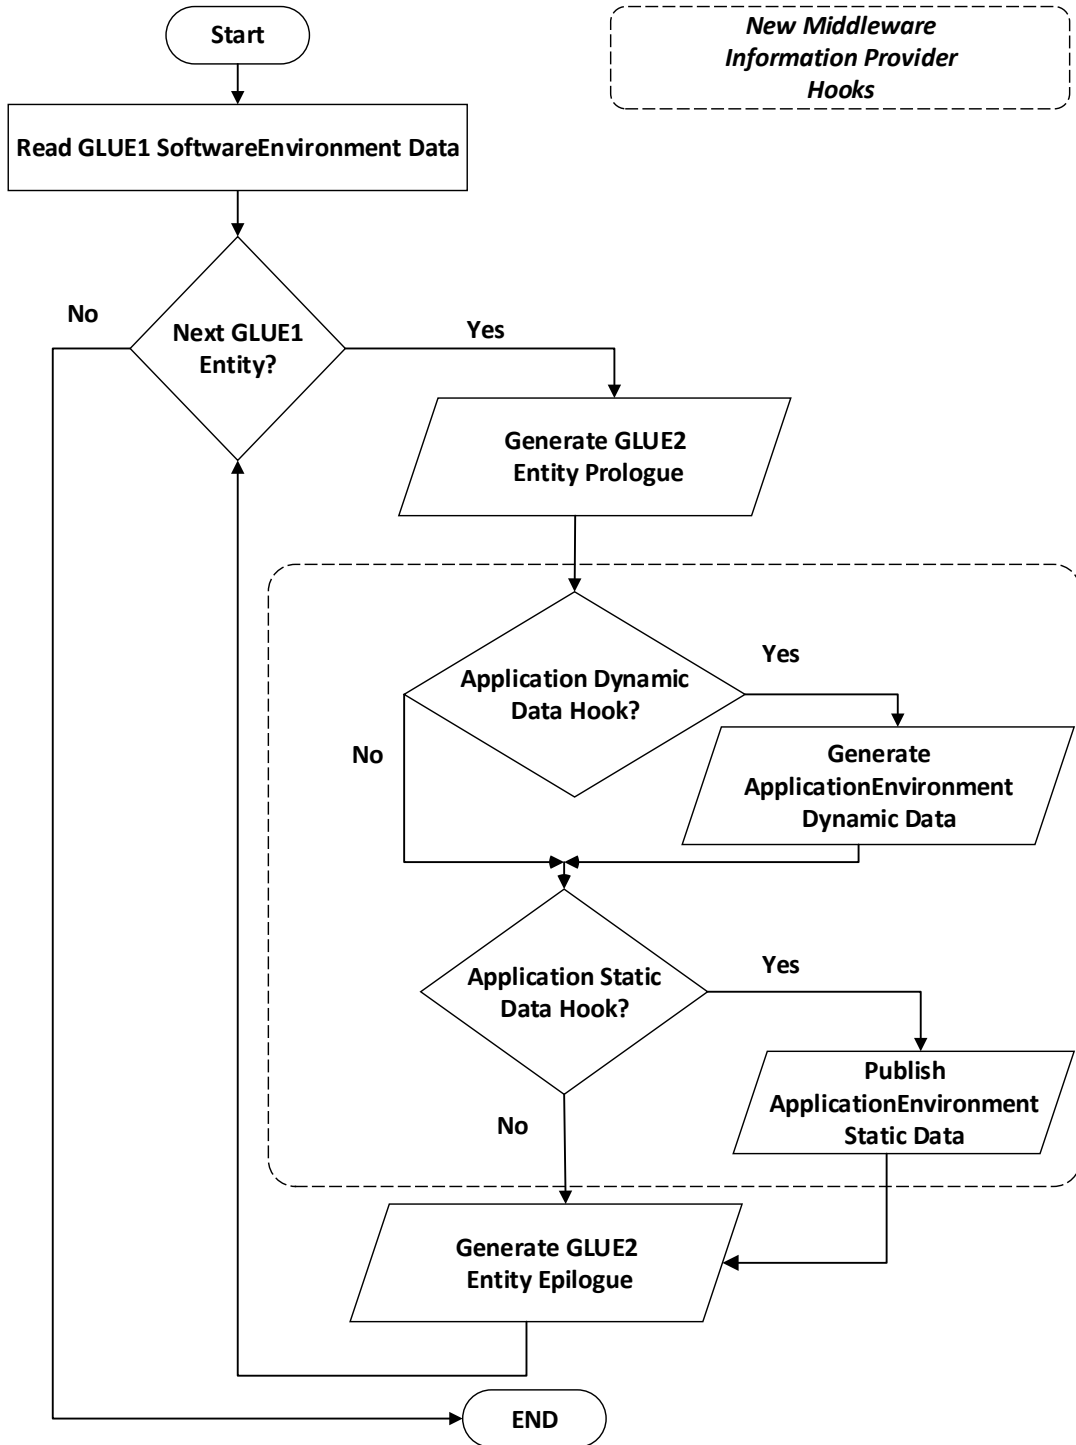 Start
New Middleware
Information Provider
Hooks
Read GLUE1 SoftwareEnvironment Data
No
Next GLUE1
Entity?
Yes
Generate GLUE2
Entity Prologue
Application Dynamic
Data Hook?
Yes
No
Generate
ApplicationEnvironment
Dynamic Data
Application Static
Data Hook?
Yes
No
Publish
ApplicationEnvironment
Static Data
Generate GLUE2
Entity Epilogue
END